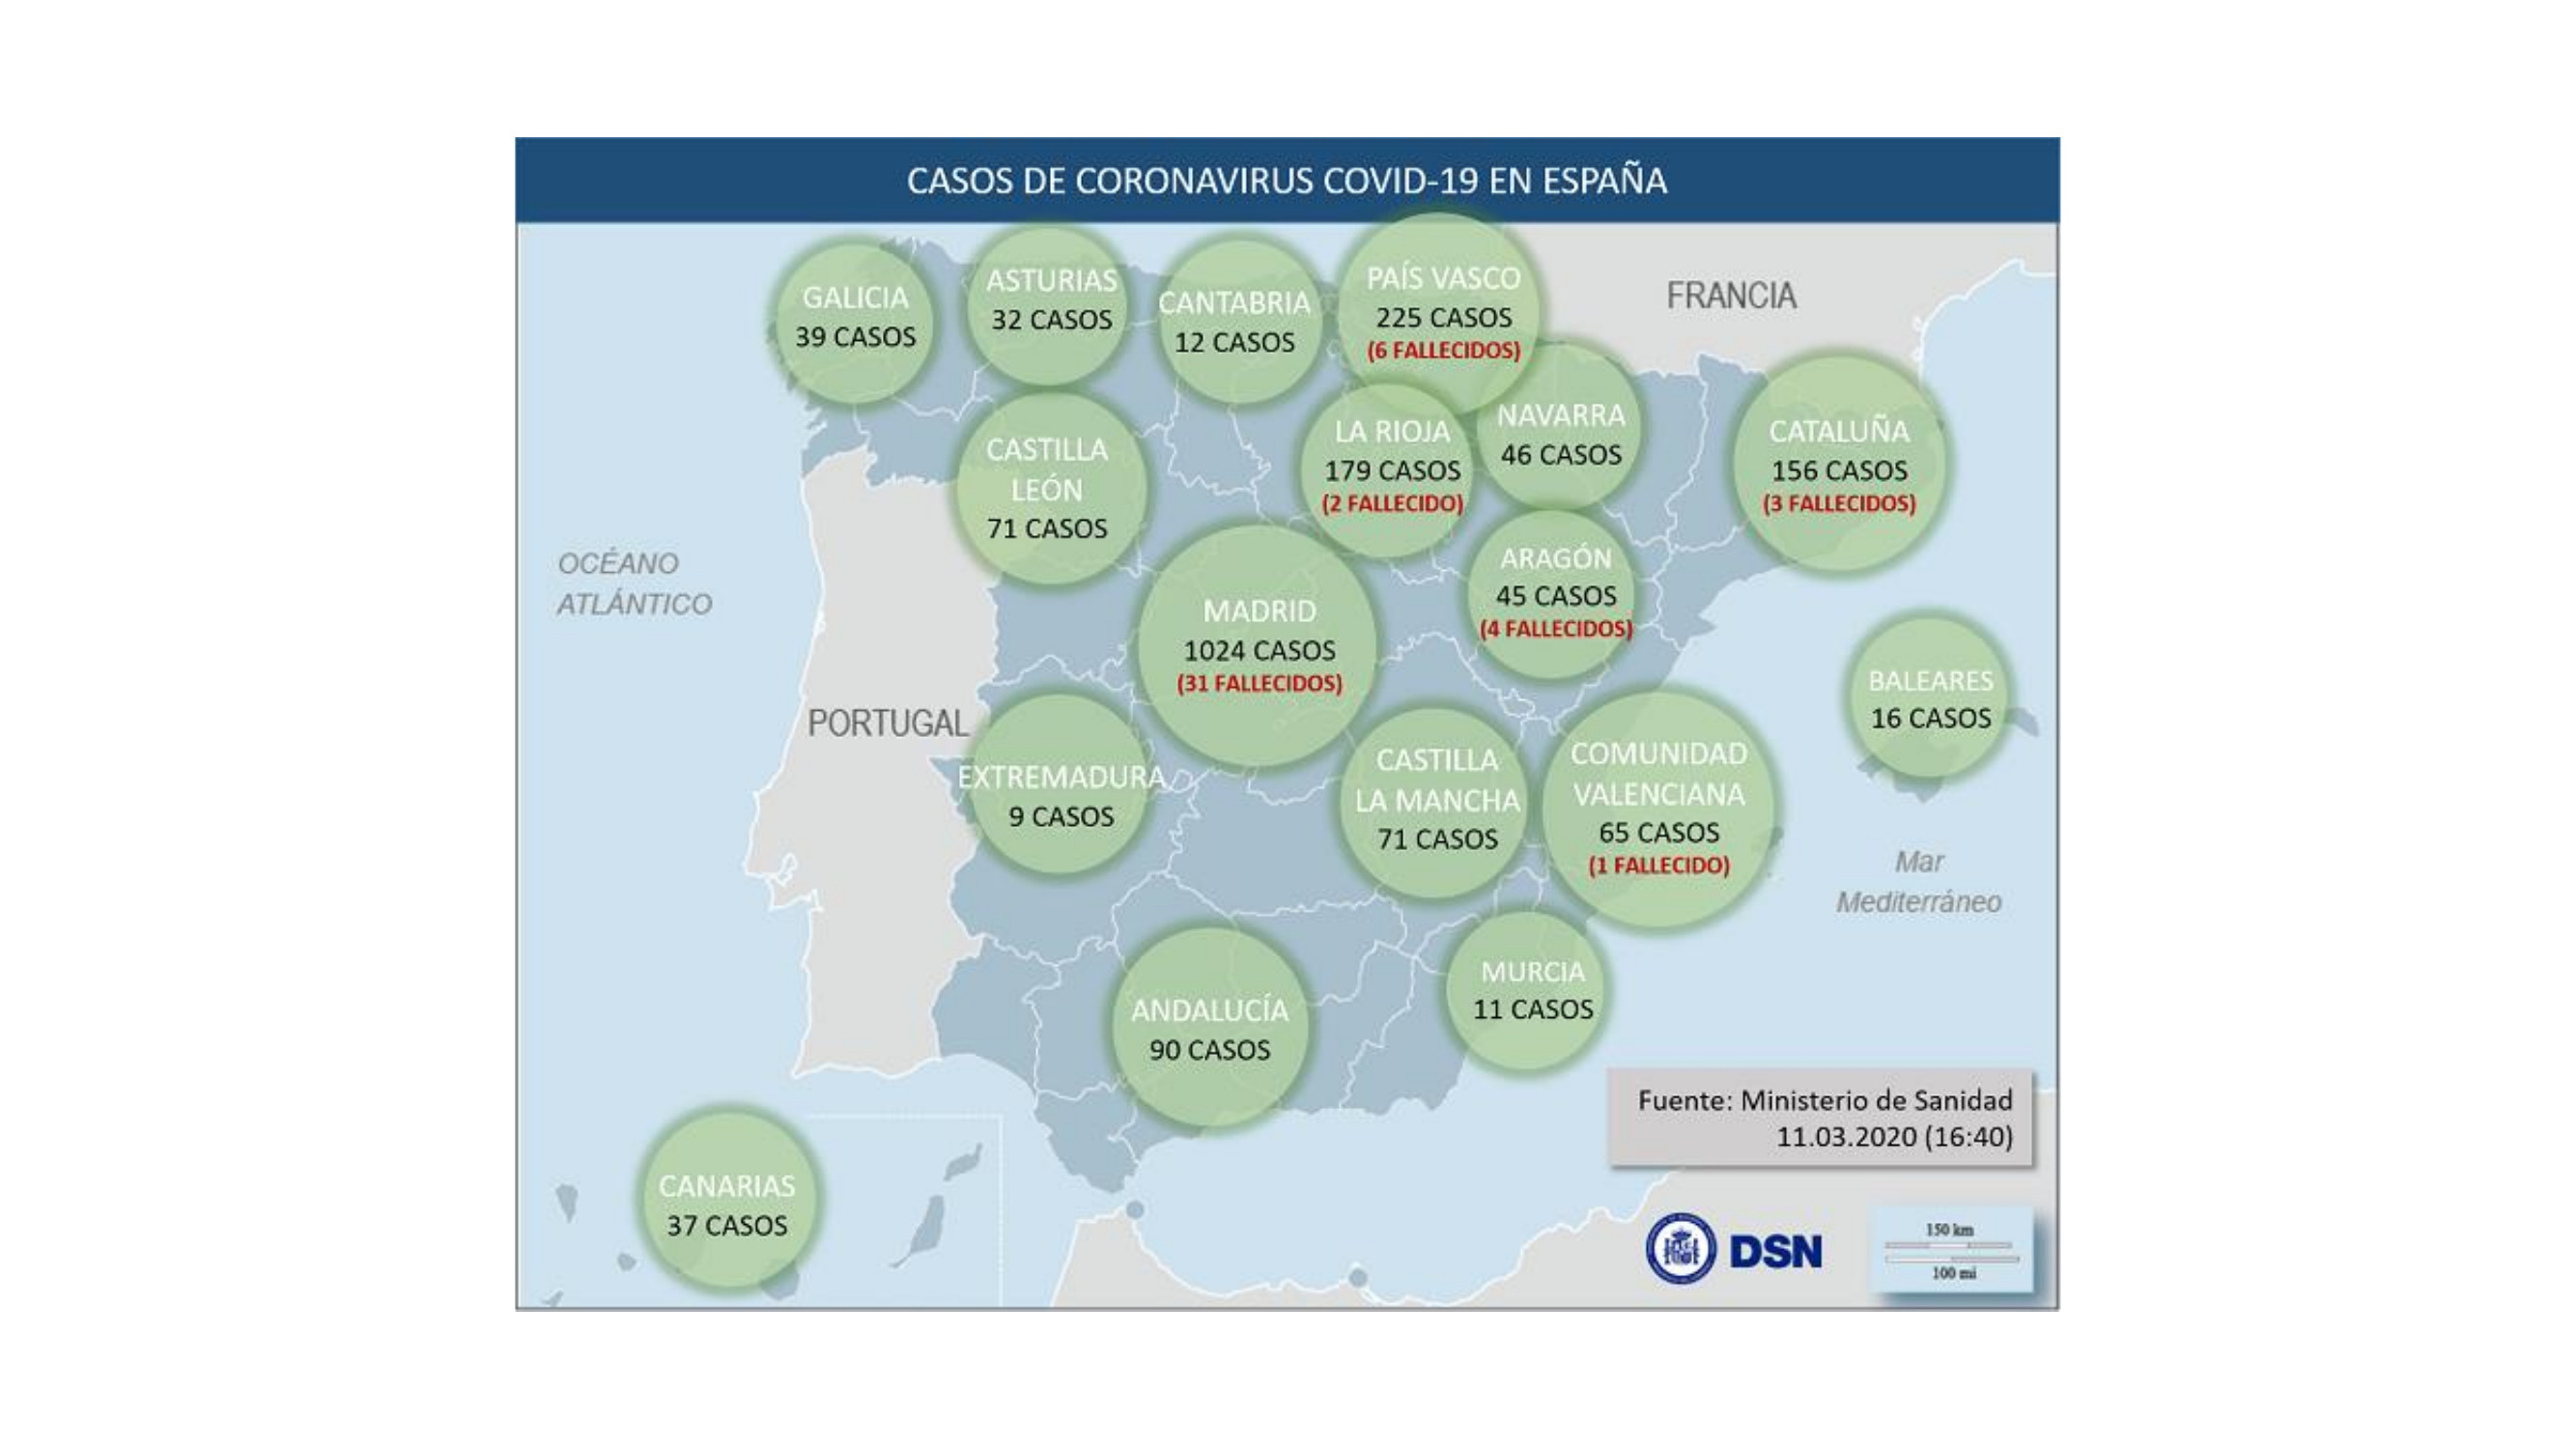 CASOS DE CORONAVIRUS COVID-19 EN ESPAÑA
GALICIA
39 CASOS
ASTURIAS
32 CASOS
CANTABRIA
12 CASOS
PAÍS VASCO
225 CASOS
(6 FALLECIDOS)
FRANCIA
CASTILLA
LEÓN
71 CASOS
LA RIOJA
179 CASOS
(2 FALLECIDO)
NAVARRA
46 CASOS
CATALUÑA
156 CASOS
(3 FALLECIDOS)
OCÉANO
ATLÁNTICO
MADRID
1024 CASOS
(31 FALLECIDOS)
ARAGÓN
45 CASOS
(4 FALLECIDOS)
BALEARES
16 CASOS
PORTUGAL
EXTREMADURA
9 CASOS
CASTILLA
LA MANCHA
71 CASOS
COMUNIDAD
VALENCIANA
65 CASOS
(1 FALLECIDO)
Mar
Mediterráneo
ANDALUCÍA
90 CASOS
MURCIA
11 CASOS
Fuente: Ministerio de Sanidad
11.03.2020 (16:40)
CANARIAS
37 CASOS
DSN
150 km
100 mi